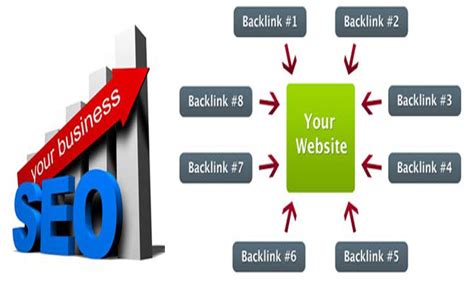 your business
SEO
Backlink #1
Backlink #2
Backlink #8
Backlink #3
Your
Website
Backlink #7
Backlink #4
Backlink #6
Backlink #5